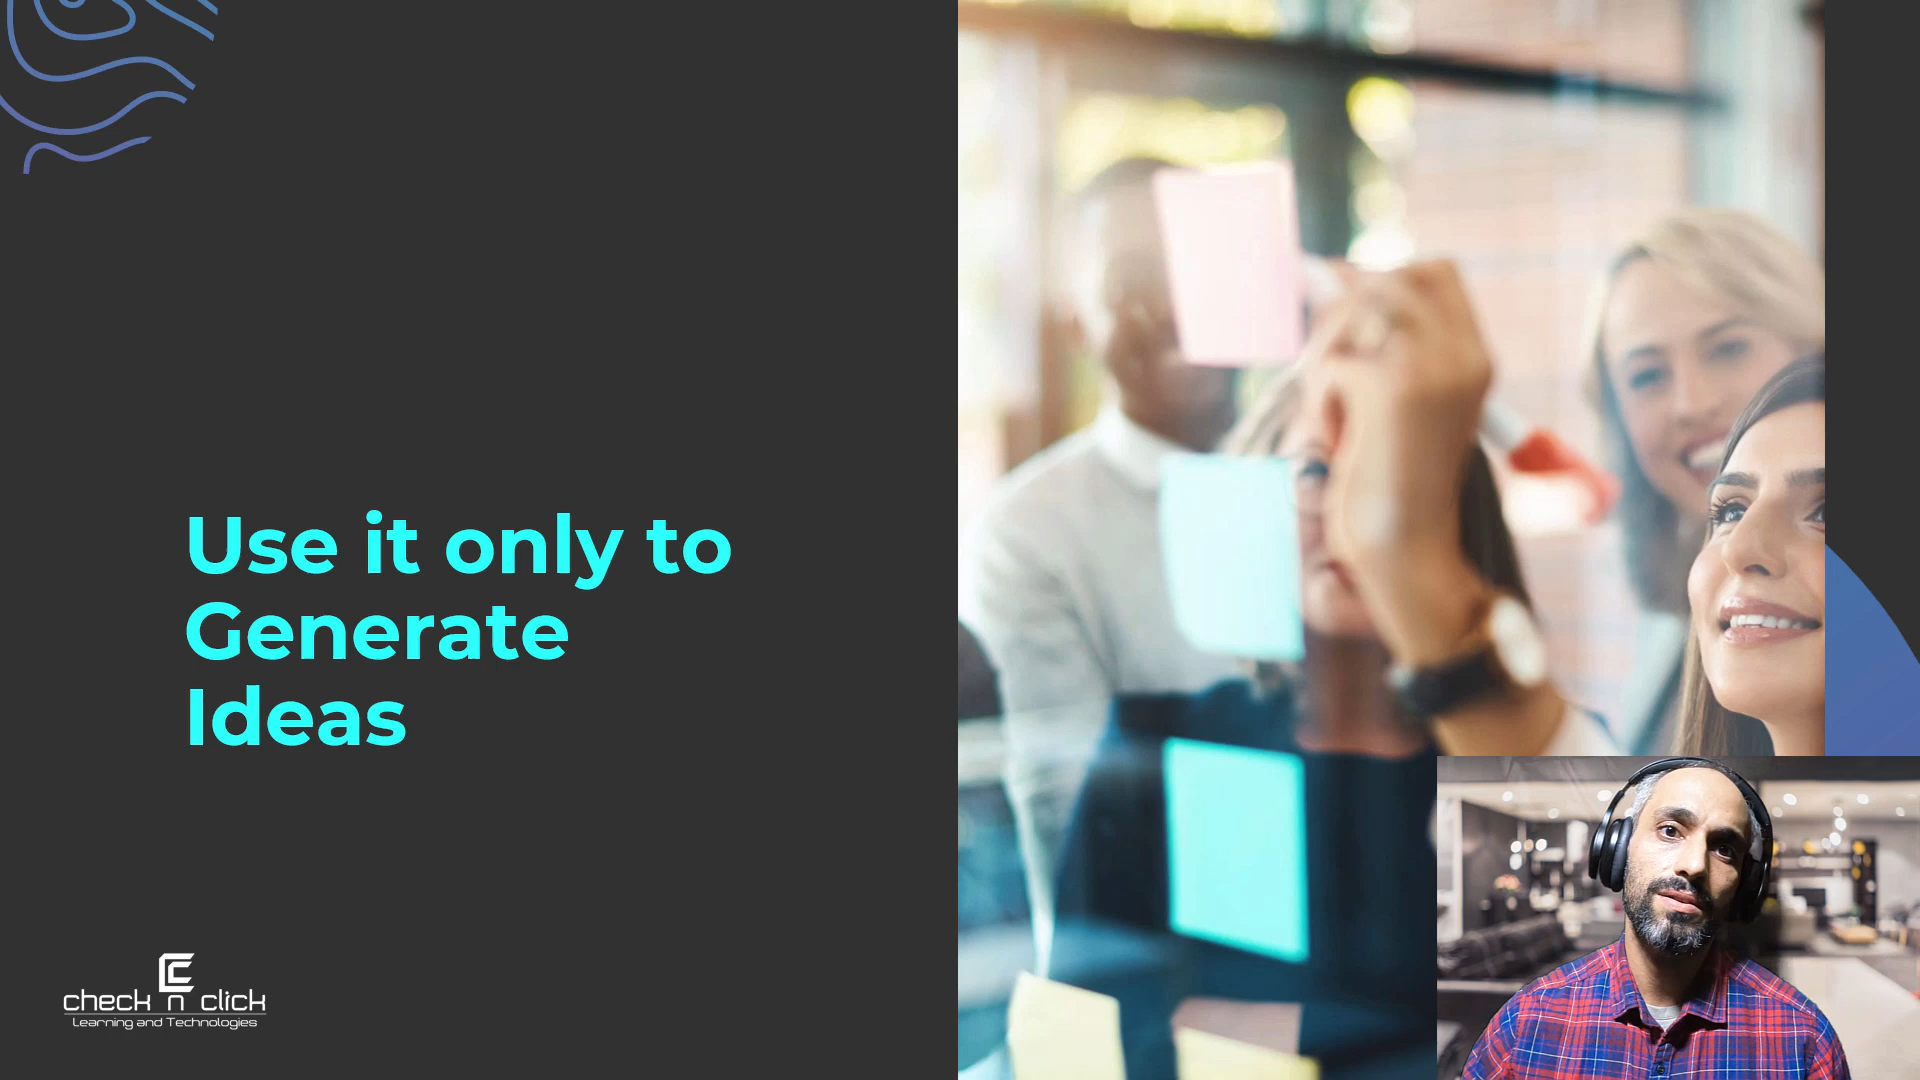 Use it only to
Generate
Ideas
check n click
Learning and Technologies